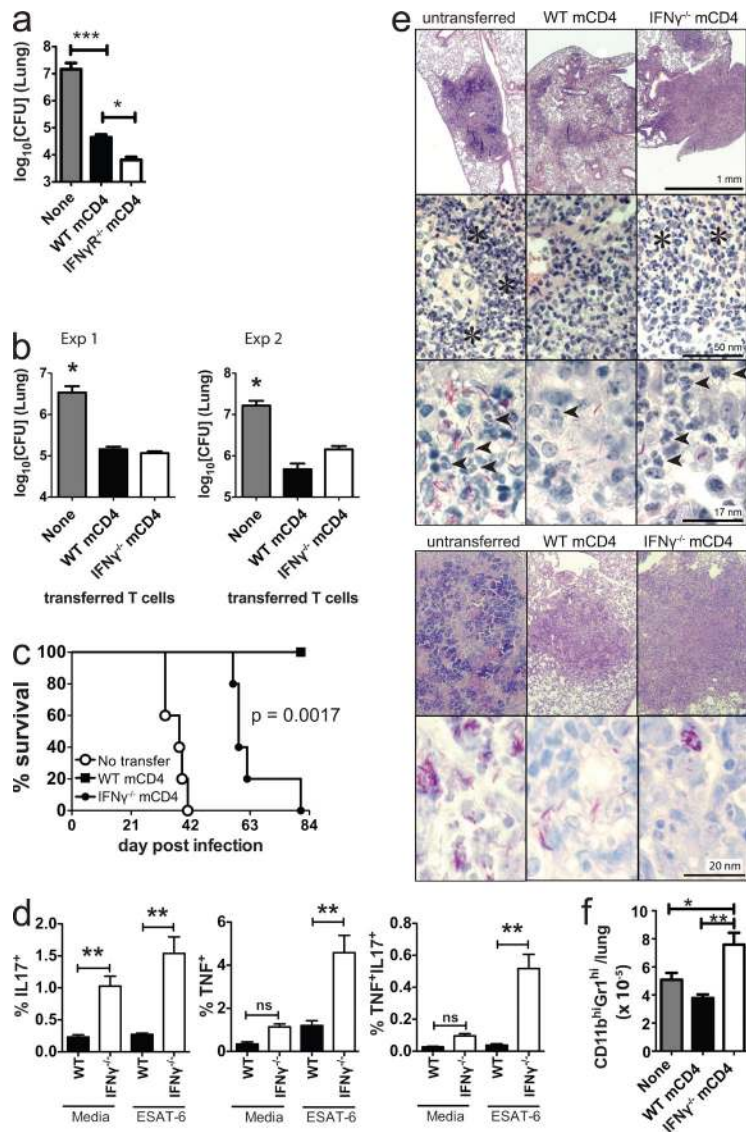 a
log10[CFU] (Lung)
8
7
6
5
4
3
***
*
None
WT mCD4
IFNγR-/- mCD4
b
Exp 1
log10[CFU] (Lung)
7
6
5
4
*
None
WT mCD4
IFNγ-/- mCD4
transferred T cells
Exp 2
log10[CFU] (Lung)
8
7
6
5
*
None
WT mCD4
IFNγ-/- mCD4
transferred T cells
c
% survival
100
80
60
40
20
0
p = 0.0017
No transfer
WT mCD4
IFNγ-/- mCD4
0 21 42 63 84
day post infection
d
% IL17+
2.0
1.5
1.0
0.5
0.0
** **
WT IFNγ-/- WT IFNγ-/-
Media ESAT-6
% TNF+
6
4
2
0
ns **
WT IFNγ-/- WT IFNγ-/-
Media ESAT-6
% TNF+IL17+
0.8
0.6
0.4
0.2
0.0
ns **
WT IFNγ-/- WT IFNγ-/-
Media ESAT-6
e
untransferred WT mCD4 IFNγ-/- mCD4
1 mm
* * * * *
50 nm
17 nm
untransferred WT mCD4 IFNγ-/- mCD4
20 nm
f
CD11bhiGr1hi /lung
(x 10-5)
10
8
6
4
2
0
*
**
None
WT mCD4
IFNγ-/- mCD4